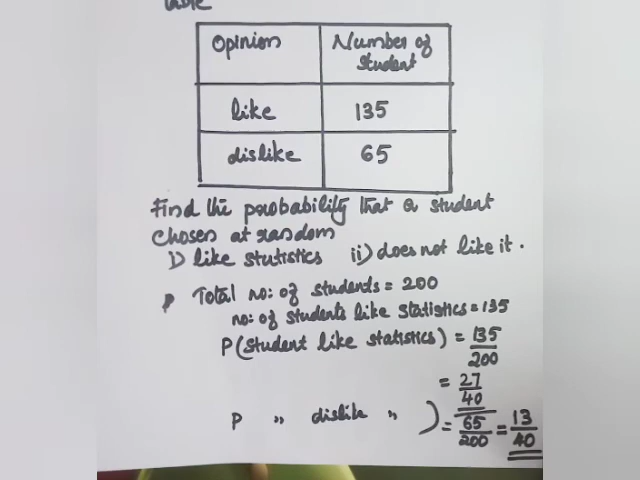 table
Opinion Number of student
like 135
dislike 65
Find the probability that a student
chosen at random
i) like statistics ii) does not like it.
Total no: of students = 200
no: of students like statistics = 135
P(student like statistics) = 135/200
= 27/40
P " dislike " ) = 65/200 = 13/40